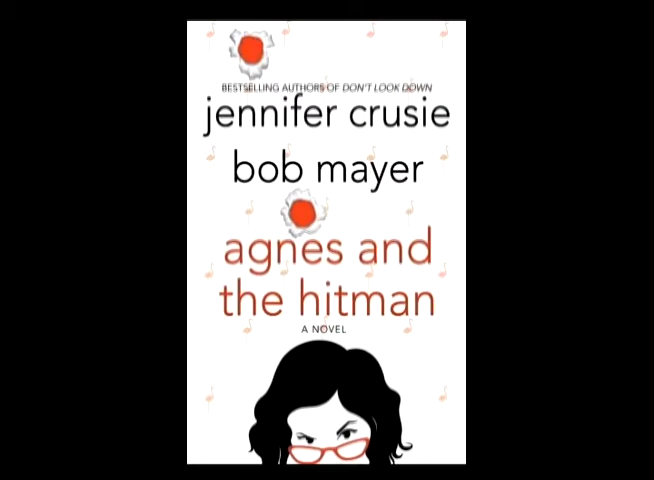 BESTSELLING AUTHORS OF DON'T LOOK DOWN
jennifer crusie
bob mayer
agnes and
the hitman
A NOVEL